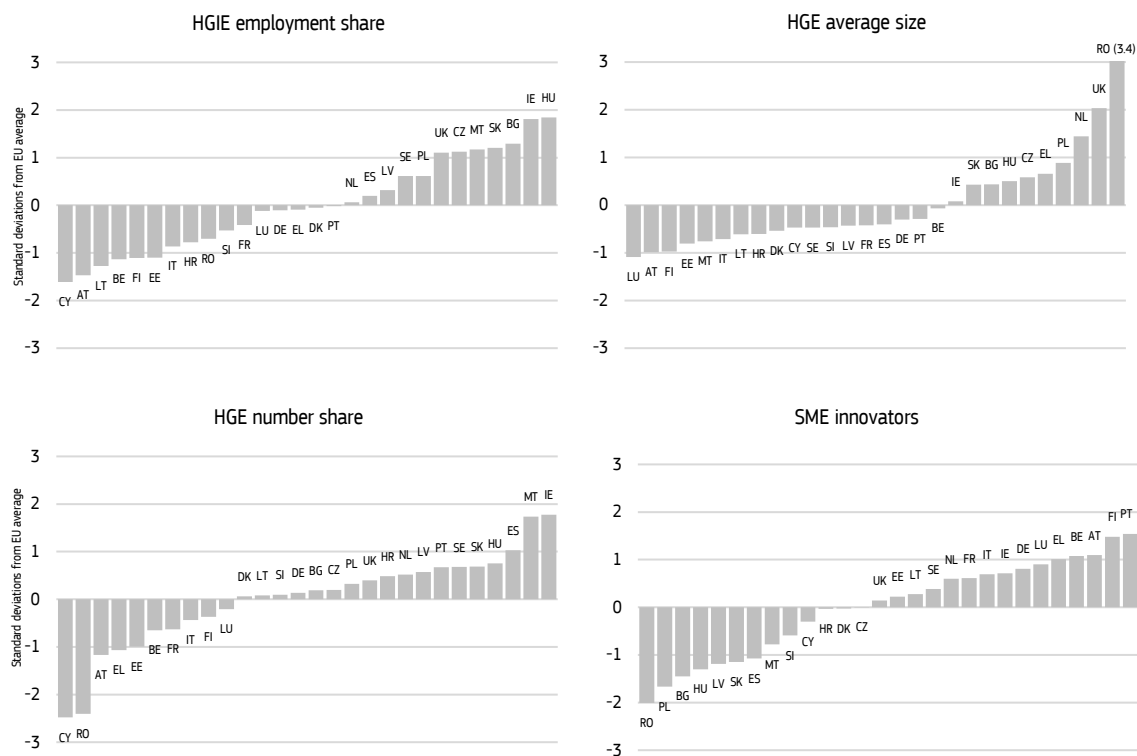 HGIE employment share
Standard deviations from EU average
3
2
1
0
-1
-2
-3
CY AT LT BE FI EE IT HR RO SI FR LU DE EL DK PT NL ES LV SE PL UK CZ MT SK BG IE HU
HGE average size
3
2
1
0
-1
-2
-3
LU AT FI EE MT IT LT HR DK CY SE SI LV FR ES DE PT BE IE SK BG HU CZ EL PL NL UK RO (3.4)
HGE number share
Standard deviations from EU average
3
2
1
0
-1
-2
-3
CY RO AT EL EE BE FR IT FI LU DK LT SI DE BG CZ PL UK HR NL LV PT SE SK HU ES MT IE
SME innovators
3
2
1
0
-1
-2
-3
RO PL BG HU LV SK ES MT SI CY HR DK CZ UK EE LT SE NL FR IT IE DE LU EL BE AT FI PT